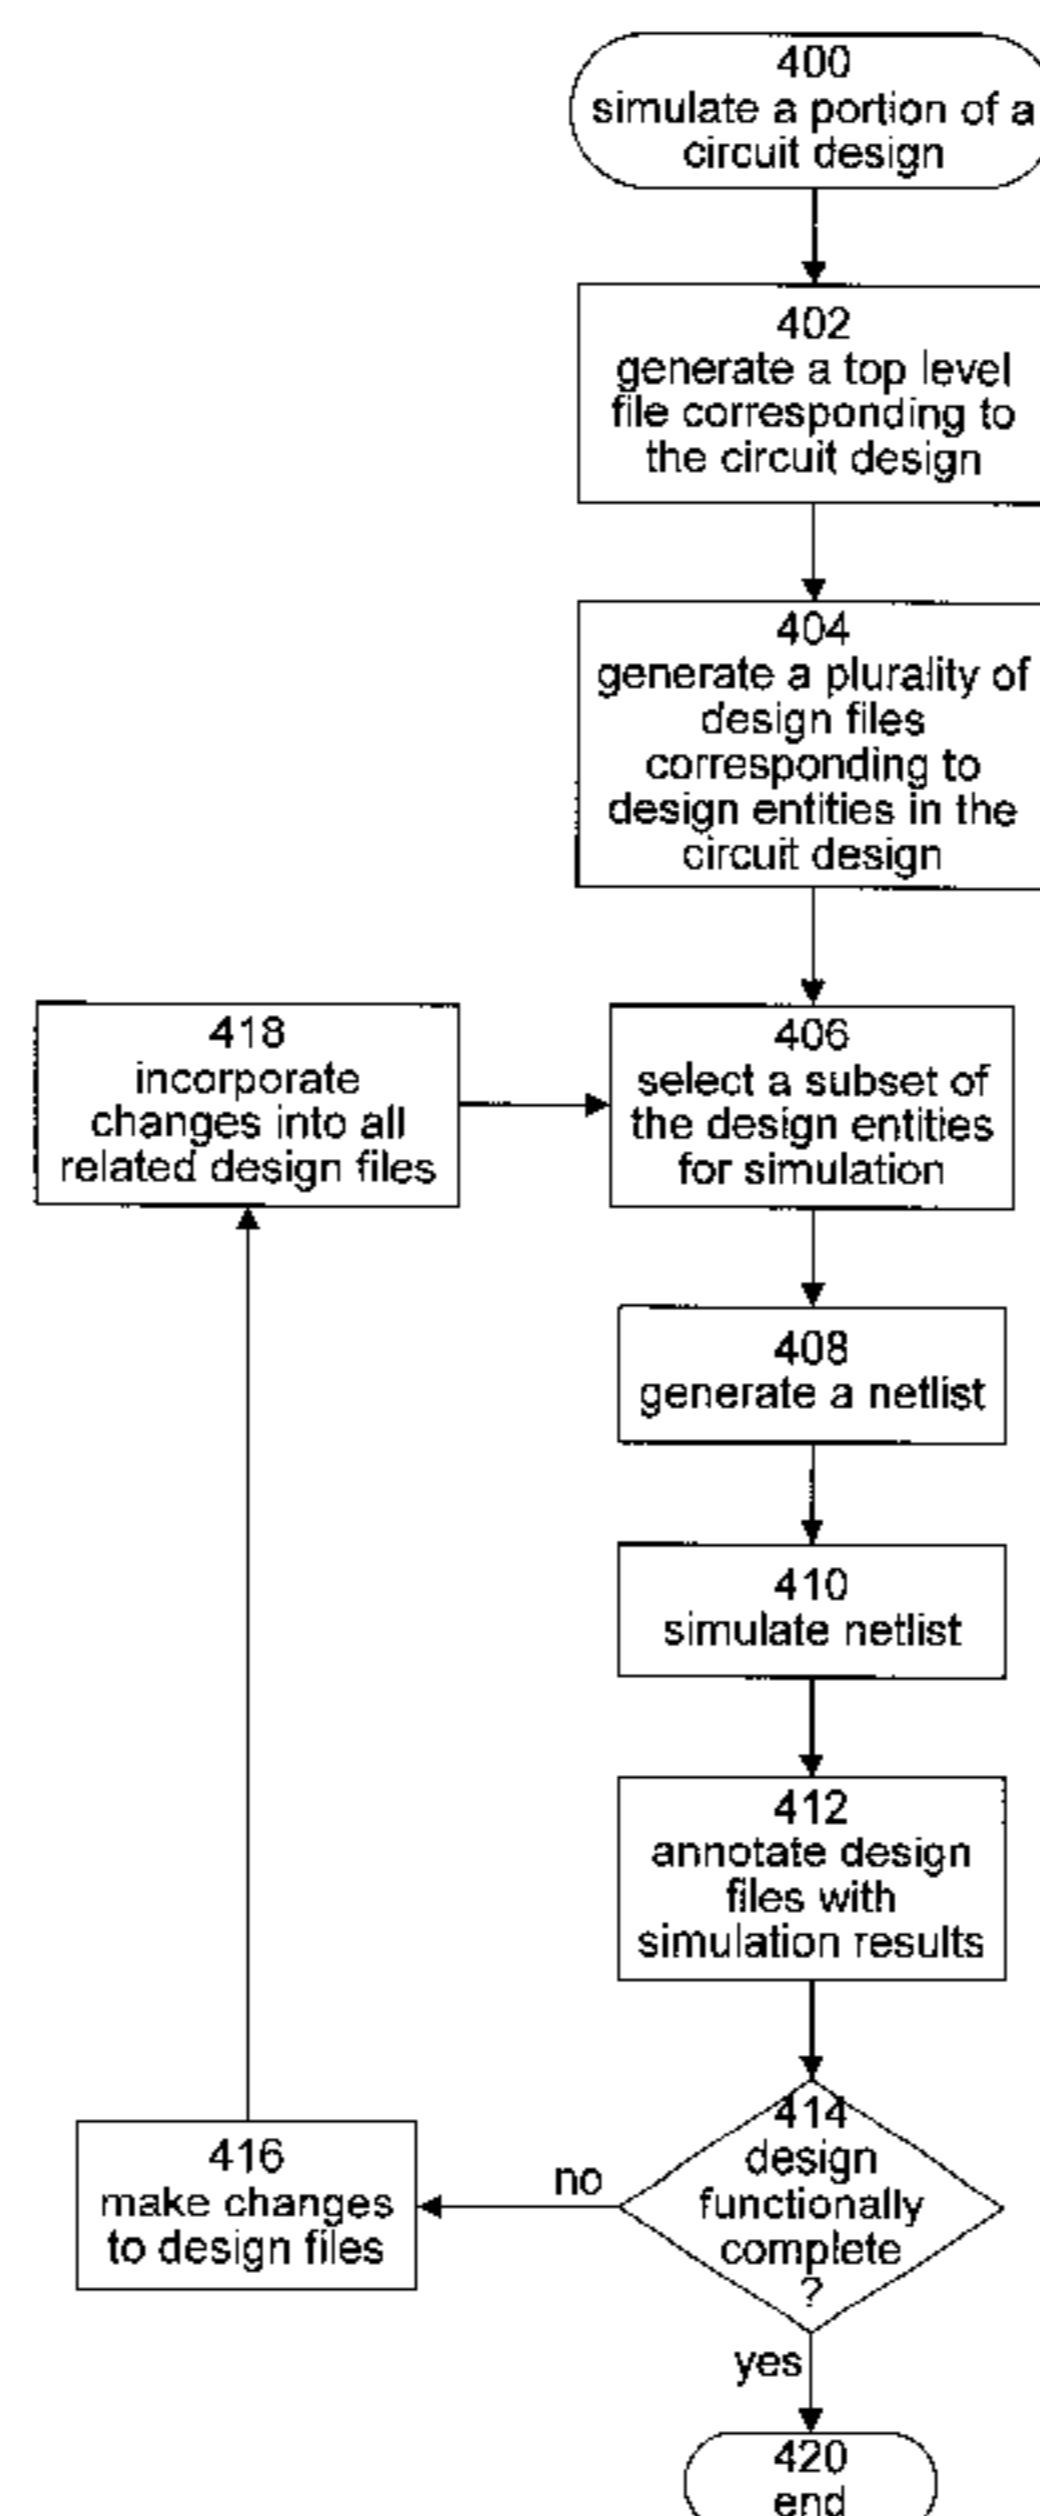 400
simulate a portion of a
circuit design
402
generate a top level
file corresponding to
the circuit design
404
generate a plurality of
design files
corresponding to
design entities in the
circuit design
418
incorporate
changes into all
related design files
406
select a subset of
the design entities
for simulation
408
generate a netlist
410
simulate netlist
412
annotate design
files with
simulation results
414
design
functionally
complete
?
no
416
make changes
to design files
yes
420
end